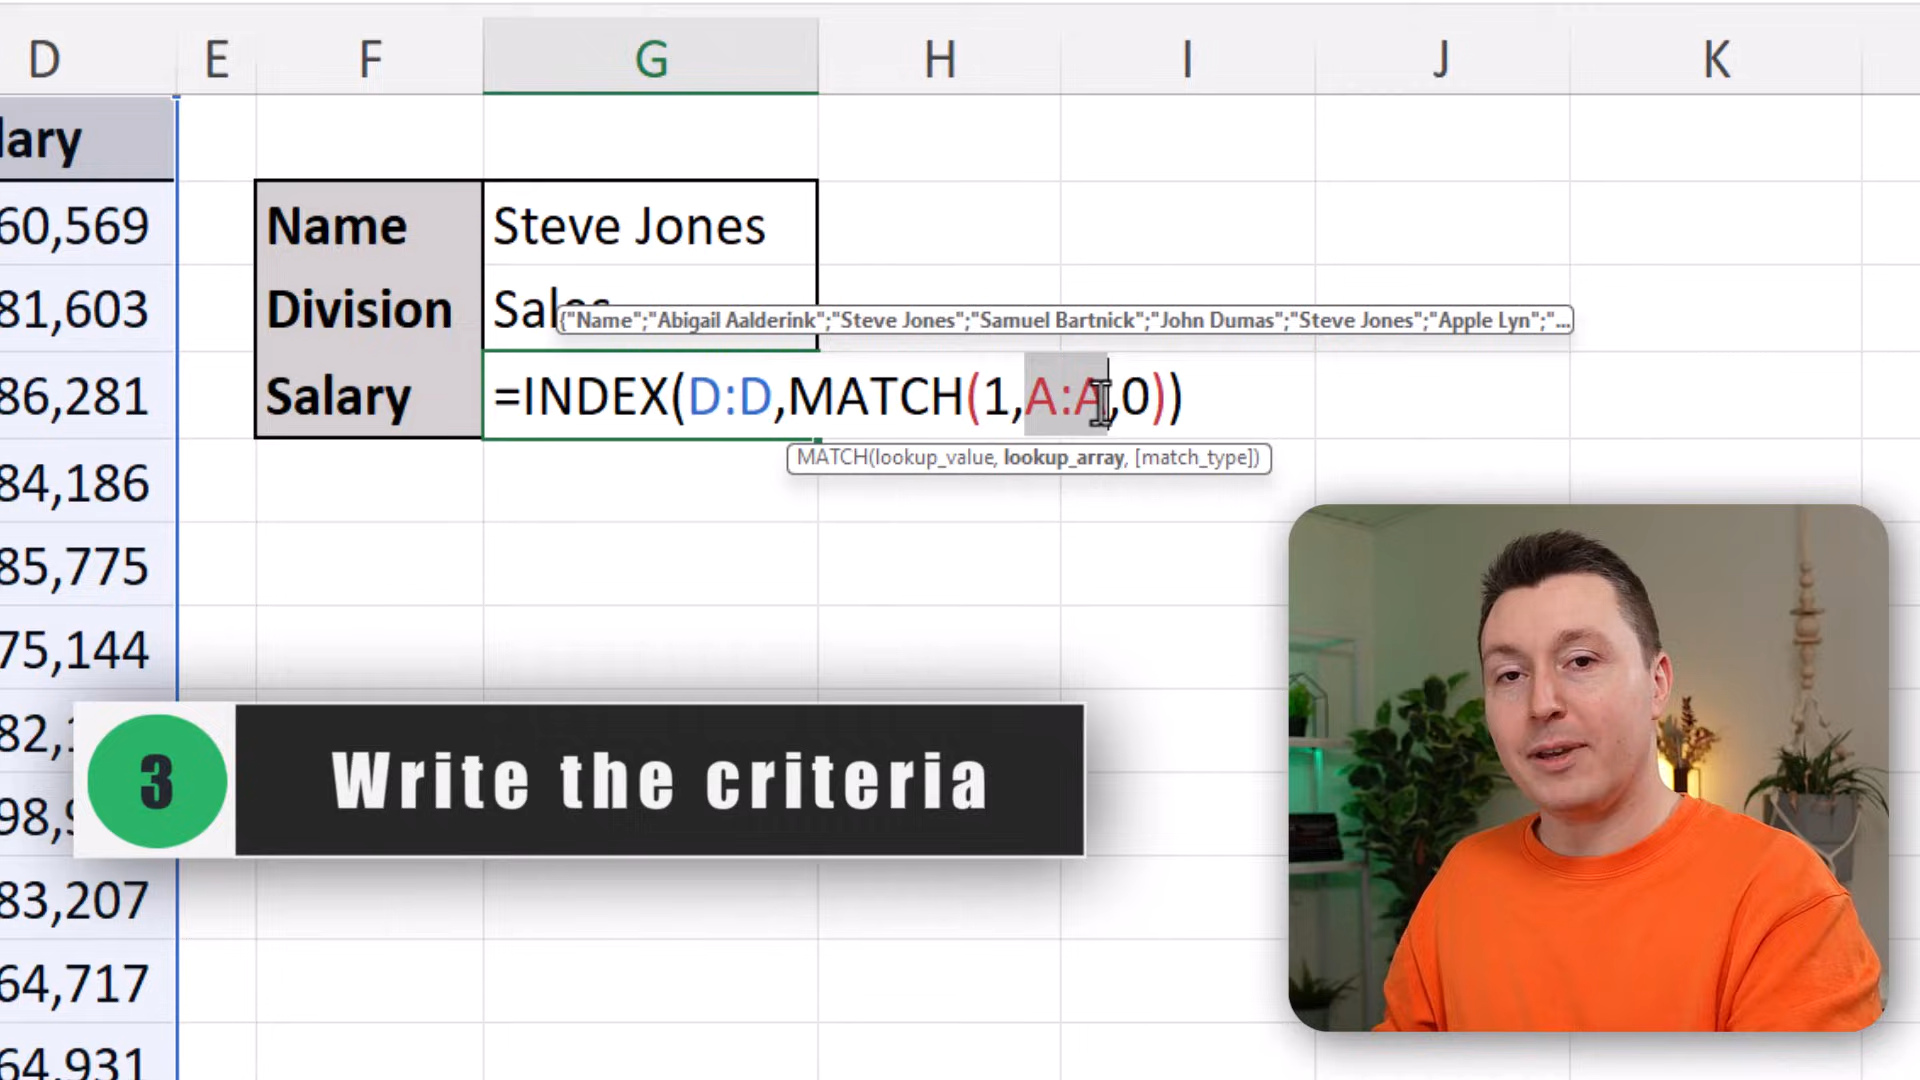 D E F G H I J K
lary
60,569 Name Steve Jones
81,603 Division
{"Name";"Abigail Aalderink";"Steve Jones";"Samuel Bartnick";"John Dumas";"Steve Jones";"Apple Lyn";"...
86,281 Salary =INDEX(D:D,MATCH(1,A:A,0))
MATCH(lookup_value, lookup_array, [match_type])
84,186
85,775
75,144
3 Write the criteria
83,207
64,717
64,931